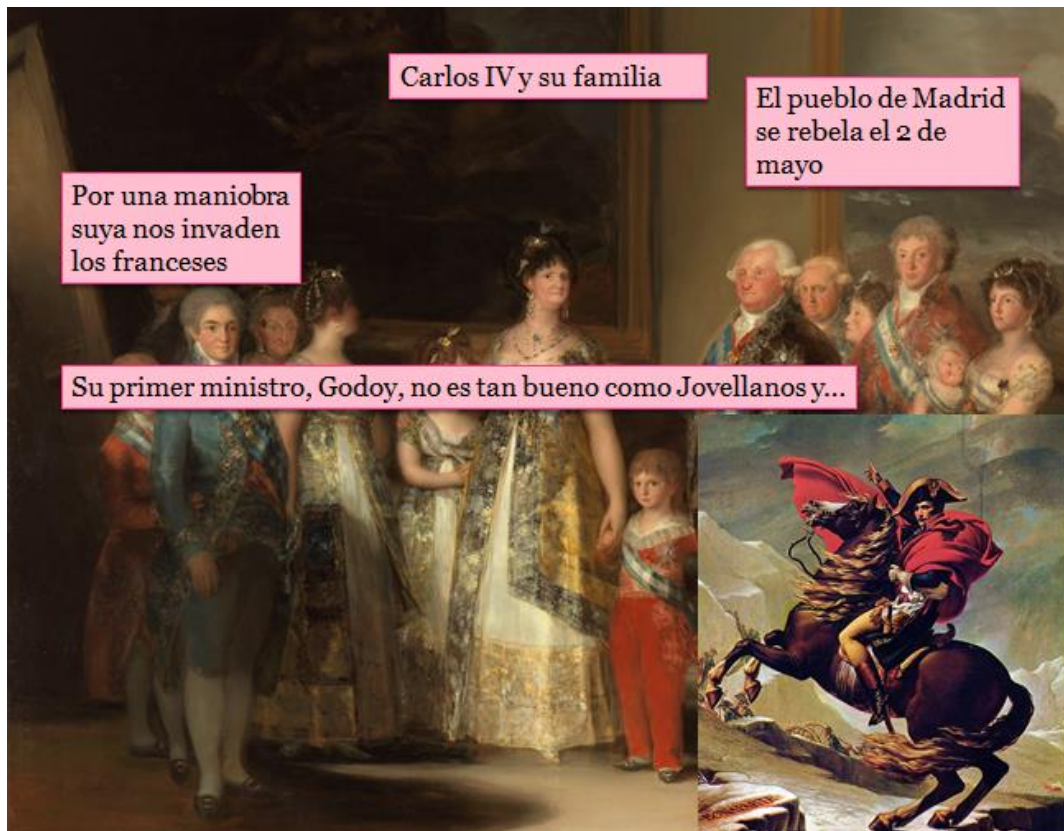 Carlos IV y su familia
El pueblo de Madrid
se rebela el 2 de
mayo
Por una maniobra
suya nos invaden
los franceses
Su primer ministro, Godoy, no es tan bueno como Jovellanos y...